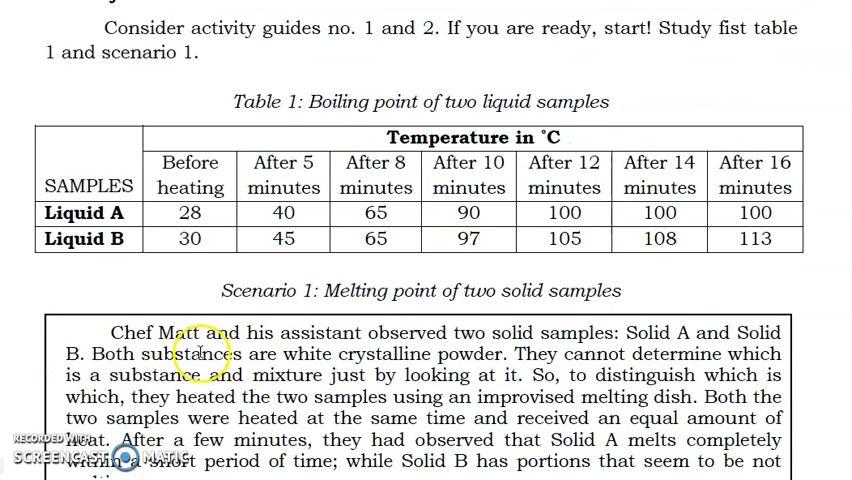 Consider activity guides no. 1 and 2. If you are ready, start! Study fist table
1 and scenario 1.
Table 1: Boiling point of two liquid samples
SAMPLES Temperature in ˚C
Before heating After 5 minutes After 8 minutes After 10 minutes After 12 minutes After 14 minutes After 16 minutes
Liquid A 28 40 65 90 100 100 100
Liquid B 30 45 65 97 105 108 113
Scenario 1: Melting point of two solid samples
Chef Matt and his assistant observed two solid samples: Solid A and Solid
B. Both substances are white crystalline powder. They cannot determine which
is a substance and mixture just by looking at it. So, to distinguish which is
which, they heated the two samples using an improvised melting dish. Both the
two samples were heated at the same time and received an equal amount of
heat. After a few minutes, they had observed that Solid A melts completely
within a short period of time; while Solid B has portions that seem to be not
RECORDED WITH
SCREENCAST MATIC